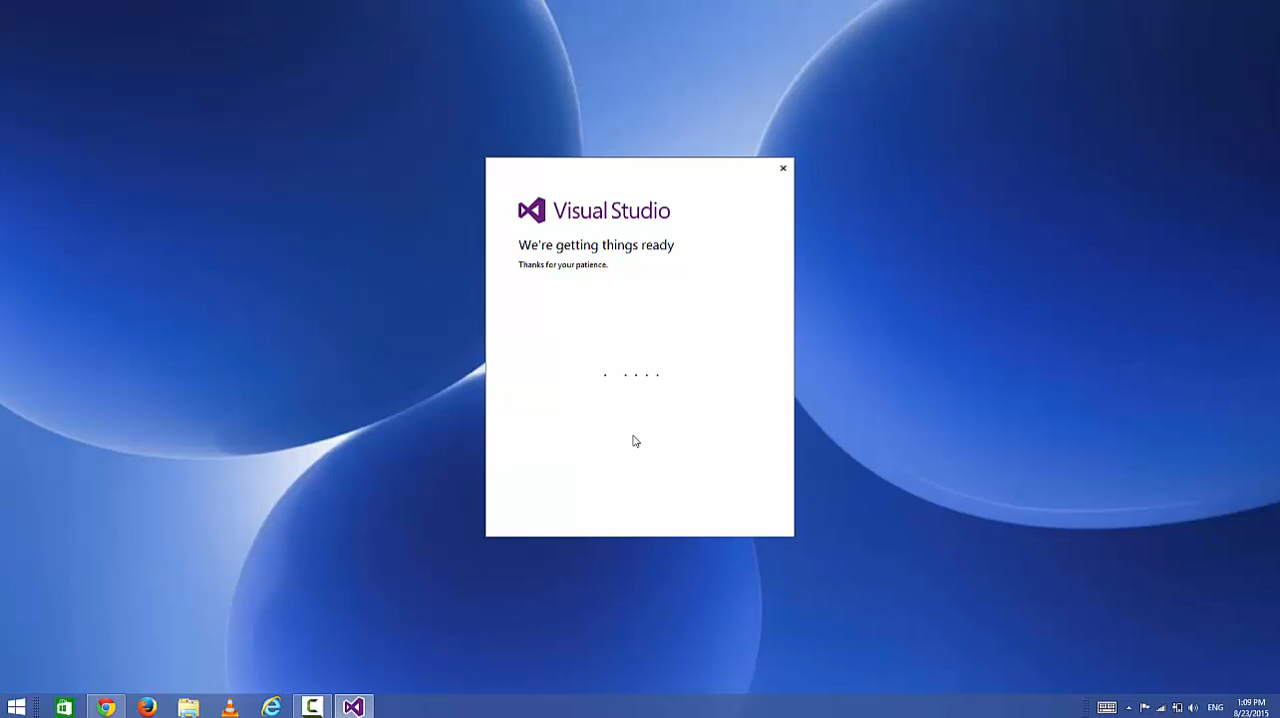 Visual Studio
We're getting things ready
Thanks for your patience.
ENG
1:09 PM
8/23/2015